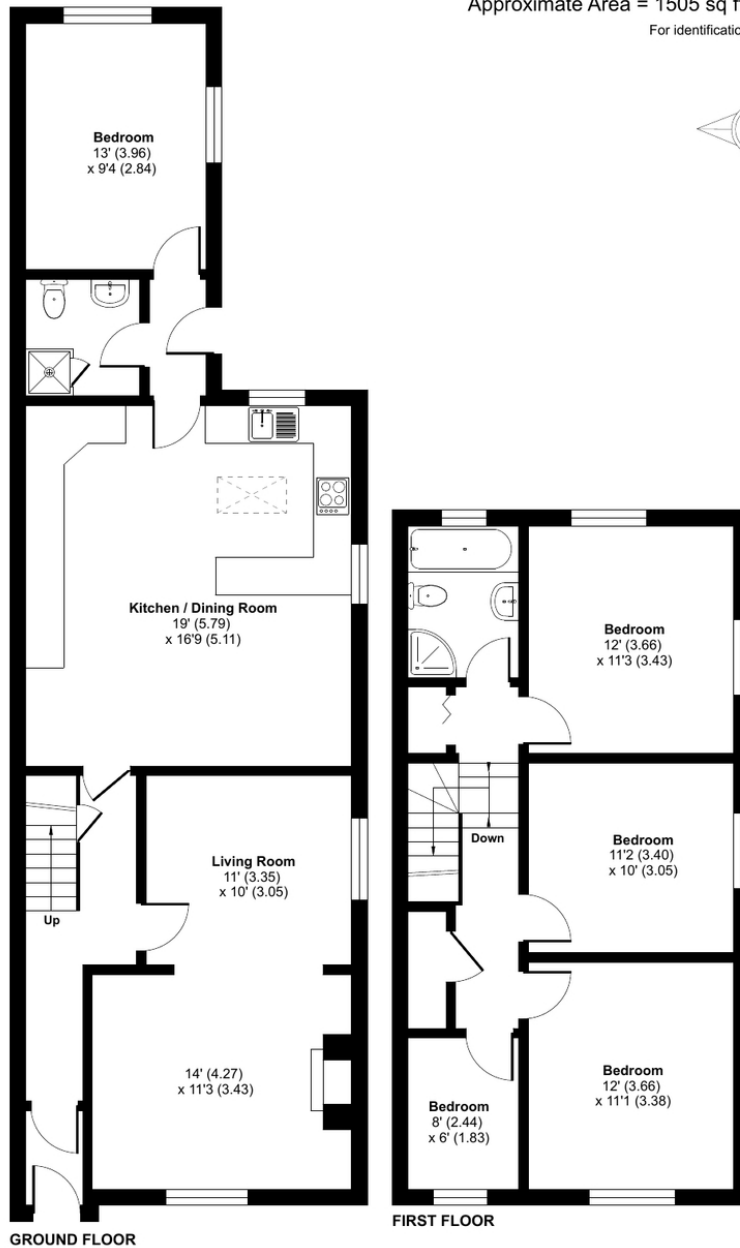 Approximate Area = 1505 sq f
For identificatio
Bedroom
13' (3.96)
x 9'4 (2.84)
Kitchen / Dining Room
19' (5.79)
x 16'9 (5.11)
Living Room
11' (3.35)
x 10' (3.05)
Up
14' (4.27)
x 11'3 (3.43)
GROUND FLOOR
Bedroom
12' (3.66)
x 11'3 (3.43)
Down
Bedroom
11'2 (3.40)
x 10' (3.05)
Bedroom
12' (3.66)
x 11'1 (3.38)
Bedroom
8' (2.44)
x 6' (1.83)
FIRST FLOOR